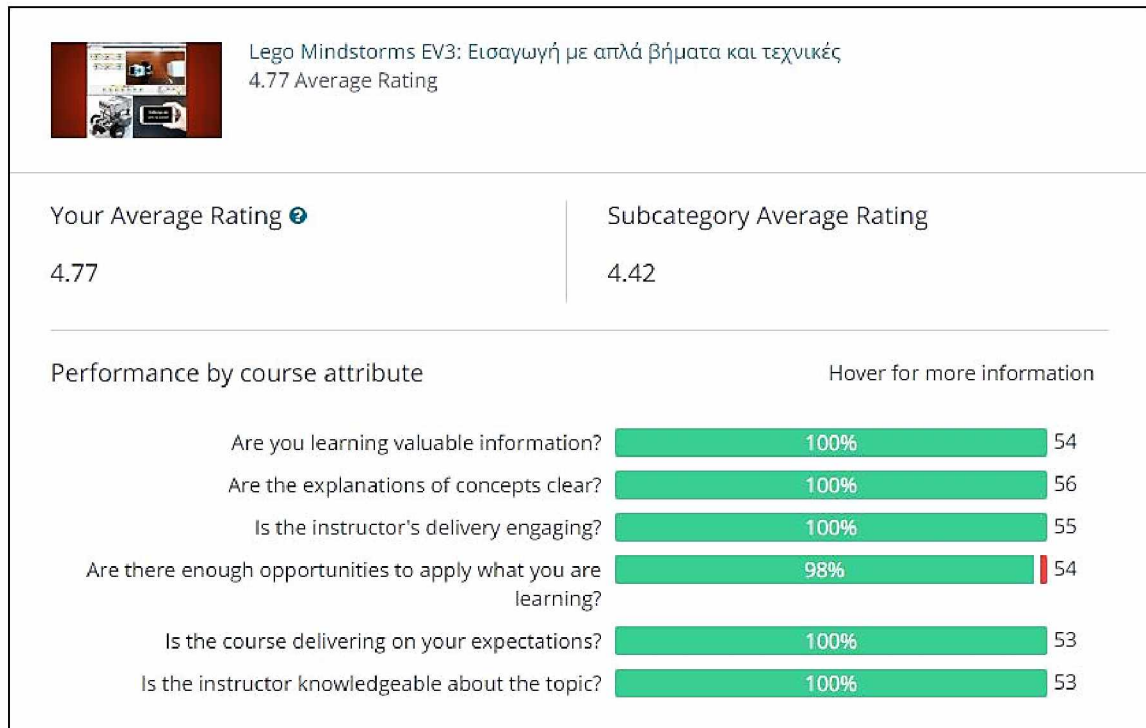 Lego Mindstorms EV3: Εισαγωγή με απλά βήματα και τεχνικές
4.77 Average Rating
Your Average Rating ?
Subcategory Average Rating
4.77
4.42
Performance by course attribute
Hover for more information
Are you learning valuable information? 100% 54
Are the explanations of concepts clear? 100% 56
Is the instructor's delivery engaging? 100% 55
Are there enough opportunities to apply what you are 98% 54
learning?
Is the course delivering on your expectations? 100% 53
Is the instructor knowledgeable about the topic? 100% 53